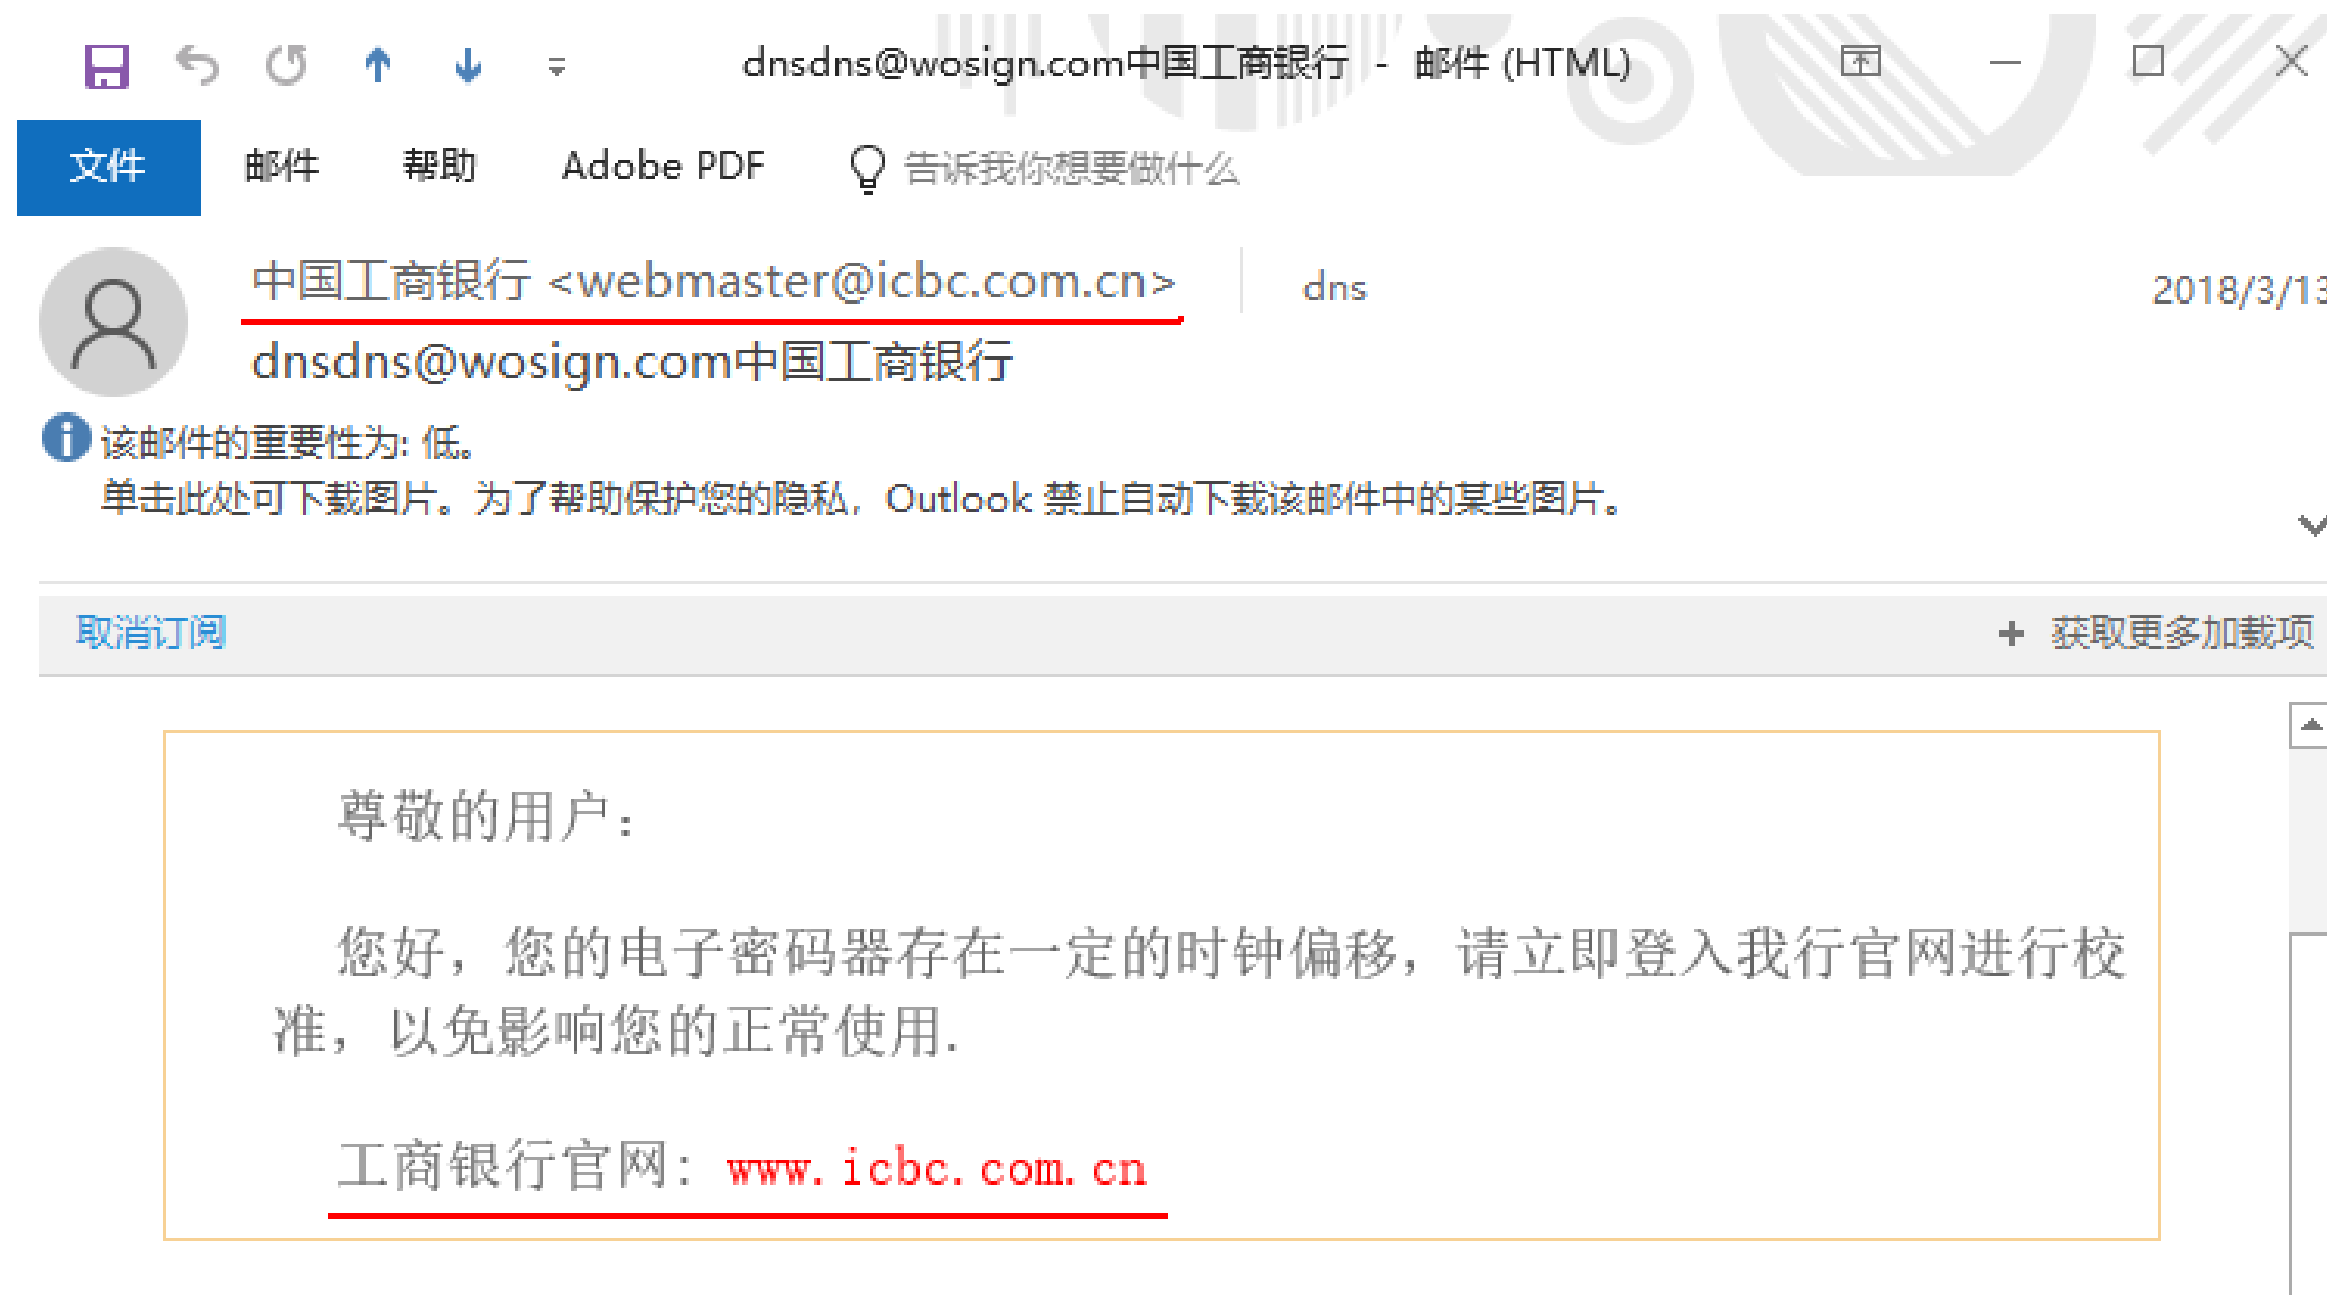 dnsdns@wosign.com中国工商银行 - 邮件 (HTML)
文件 邮件 帮助 Adobe PDF 告诉我你想要做什么
中国工商银行 <webmaster@icbc.com.cn> dns 2018/3/13
dnsdns@wosign.com中国工商银行
该邮件的重要性为: 低。
单击此处可下载图片。为了帮助保护您的隐私，Outlook 禁止自动下载该邮件中的某些图片。
取消订阅 + 获取更多加载项
尊敬的用户：
您好，您的电子密码器存在一定的时钟偏移，请立即登入我行官网进行校
准，以免影响您的正常使用.
工商银行官网：www.icbc.com.cn